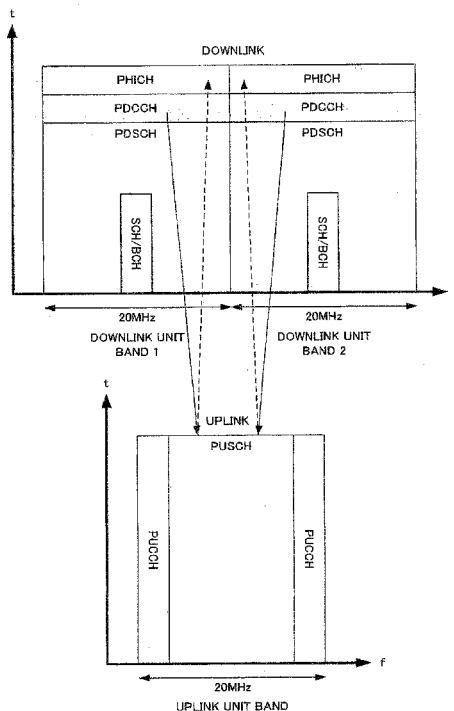 t
DOWNLINK
PHICH PHICH
PDCCH PDCCH
PDSCH PDSCH
SCH/BCH SCH/BCH
20MHz 20MHz
DOWNLINK UNIT DOWNLINK UNIT
BAND 1 BAND 2
t
UPLINK
PUSCH
PUCCH PUCCH
f
20MHz
UPLINK UNIT BAND